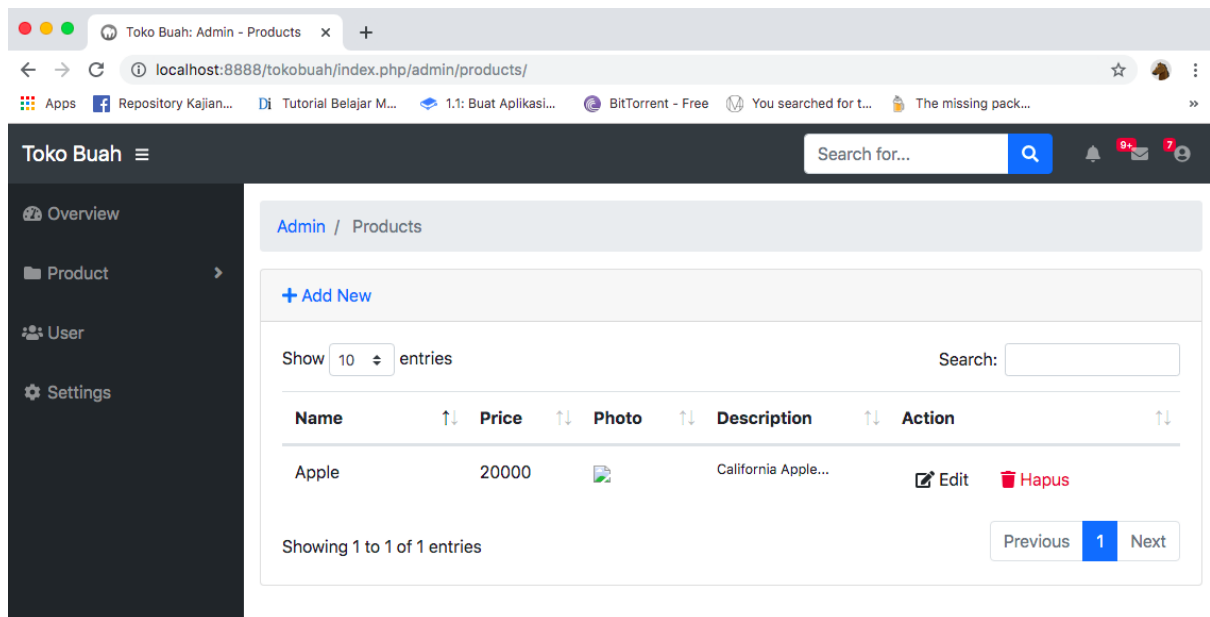 Toko Buah: Admin - Products
localhost:8888/tokobuah/index.php/admin/products/
Apps Repository Kajian... Di Tutorial Belajar M... 1.1: Buat Aplikasi... BitTorrent - Free You searched for t... The missing pack...
Toko Buah Search for... 9+ 7
Overview
Product
User
Settings
Admin / Products
Add New
Show 10 entries Search:
Name Price Photo Description Action
Apple 20000 California Apple... Edit Hapus
Showing 1 to 1 of 1 entries Previous 1 Next